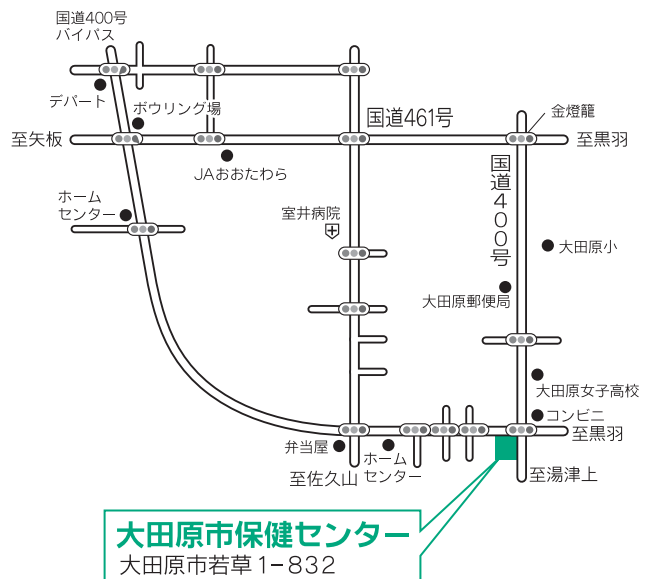 国道400号
バイパス
デパート
ボウリング場
国道461号
金燈籠
至矢板
至黒羽
JAおおたわら
国道400号
ホーム
センター
室井病院
大田原小
大田原郵便局
大田原女子高校
コンビニ
至黒羽
弁当屋
ホーム
センター
至佐久山
至湯津上
大田原市保健センター
大田原市若草1-832